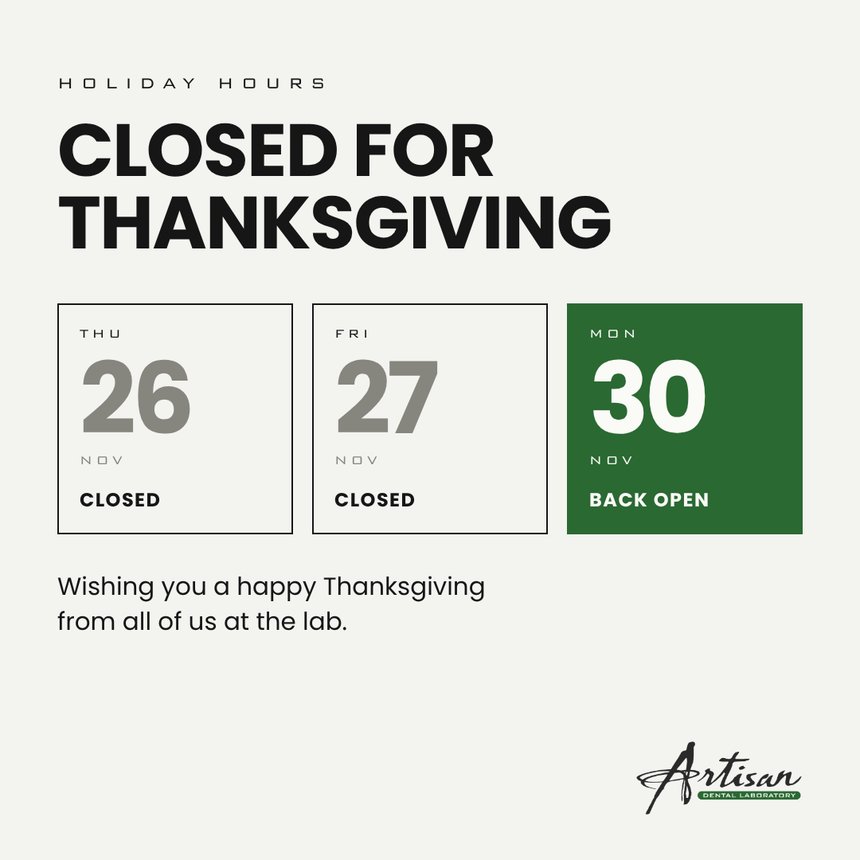 HOLIDAY HOURS
CLOSED FOR
THANKSGIVING
THU
26
NOV
CLOSED
FRI
27
NOV
CLOSED
MON
30
NOV
BACK OPEN
Wishing you a happy Thanksgiving
from all of us at the lab.
Artisan
DENTAL LABORATORY